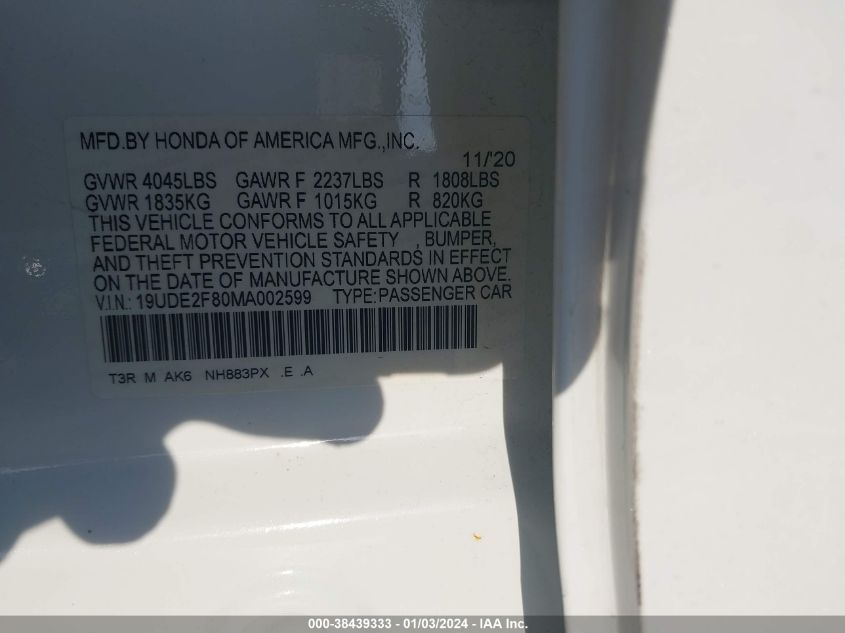 MFD.BY HONDA OF AMERICA MFG.,INC.
11/'20
GVWR 4045LBS GAWR F 2237LBS R 1808LBS
GVWR 1835KG GAWR F 1015KG R 820KG
THIS VEHICLE CONFORMS TO ALL APPLICABLE
FEDERAL MOTOR VEHICLE SAFETY , BUMPER,
AND THEFT PREVENTION STANDARDS IN EFFECT
ON THE DATE OF MANUFACTURE SHOWN ABOVE.
V.I.N.: 19UDE2F80MA002599 TYPE:PASSENGER CAR
T3R M AK6 NH883PX .E .A
000-38439333 - 01/03/2024 - IAA Inc.